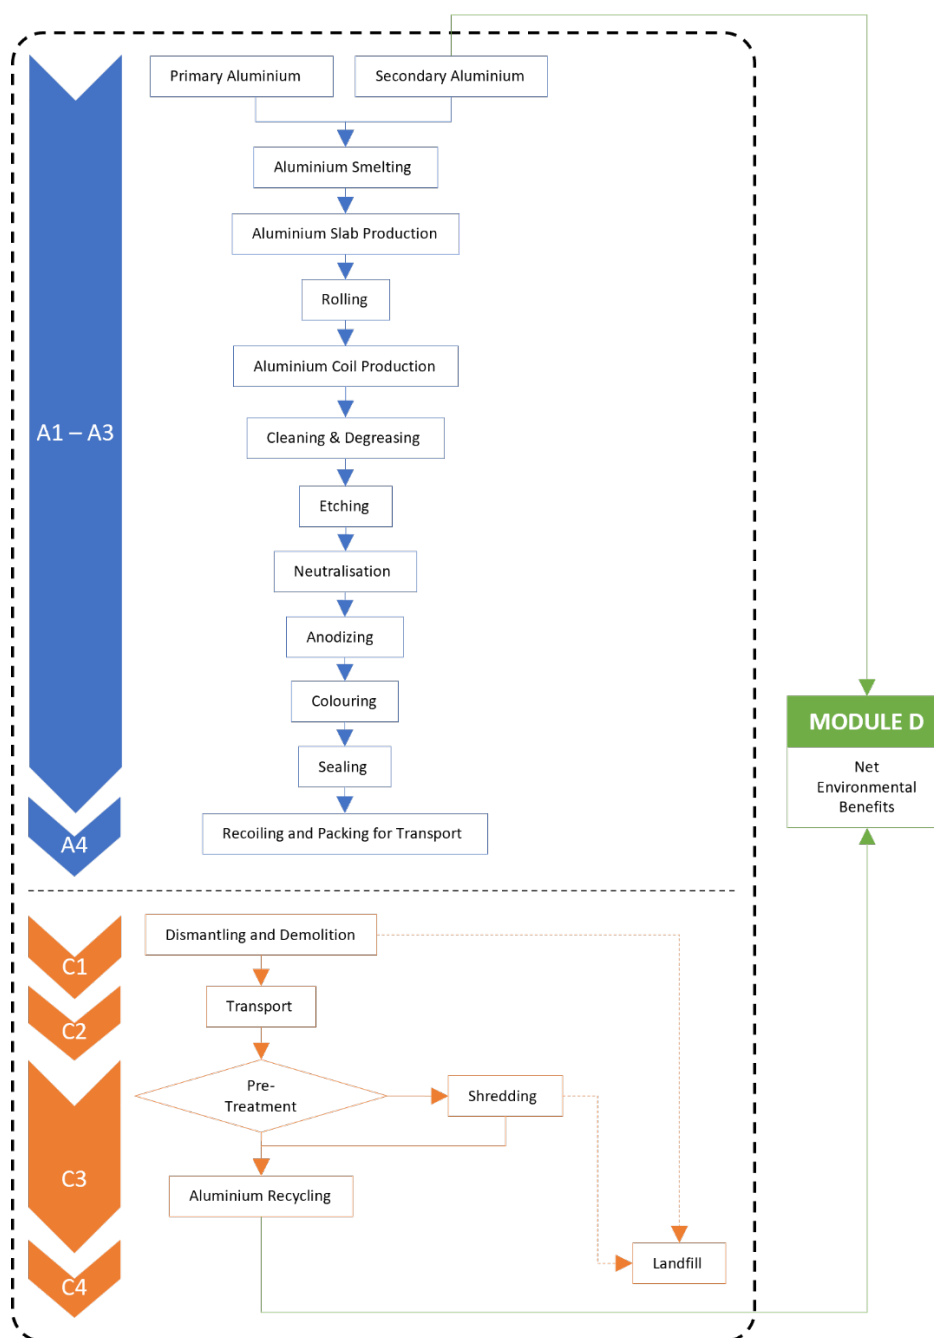 Primary Aluminium
Secondary Aluminium
Aluminium Smelting
Aluminium Slab Production
Rolling
Aluminium Coil Production
A1 – A3
Cleaning & Degreasing
Etching
Neutralisation
Anodizing
Colouring
Sealing
A4
Recoiling and Packing for Transport
MODULE D
Net
Environmental
Benefits
C1
Dismantling and Demolition
C2
Transport
C3
Pre-
Treatment
Shredding
Aluminium Recycling
C4
Landfill